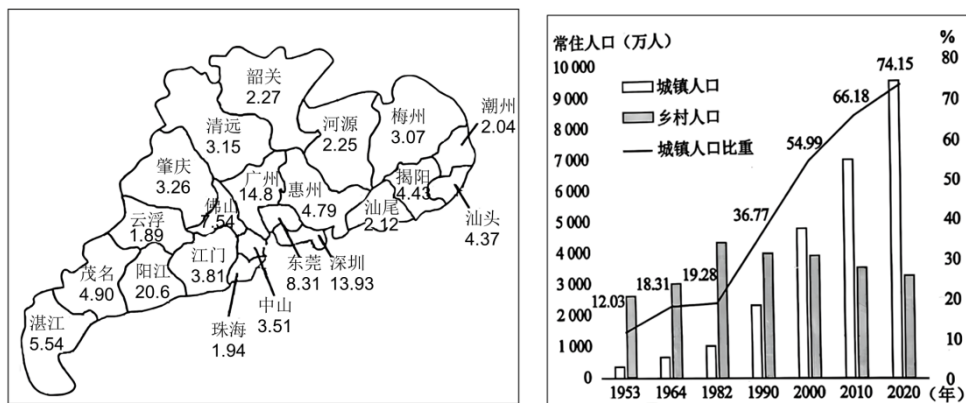 韶关
2.27
清远
3.15
河源
2.25
梅州
3.07
潮州
2.04
肇庆
3.26
广州
14.8
惠州
4.79
揭阳
4.43
汕尾
2.12
汕头
4.37
佛山
7.54
云浮
1.89
江门
3.81
东莞
8.31
深圳
13.93
中山
3.51
珠海
1.94
阳江
20.6
茂名
4.90
湛江
5.54
常住人口（万人）
%
10 000
9 000
8 000
7 000
6 000
5 000
4 000
3 000
2 000
1 000
0
80
70
60
50
40
30
20
10
0
城镇人口
乡村人口
城镇人口比重
12.03
18.31
19.28
36.77
54.99
66.18
74.15
1953 1964 1982 1990 2000 2010 2020（年）